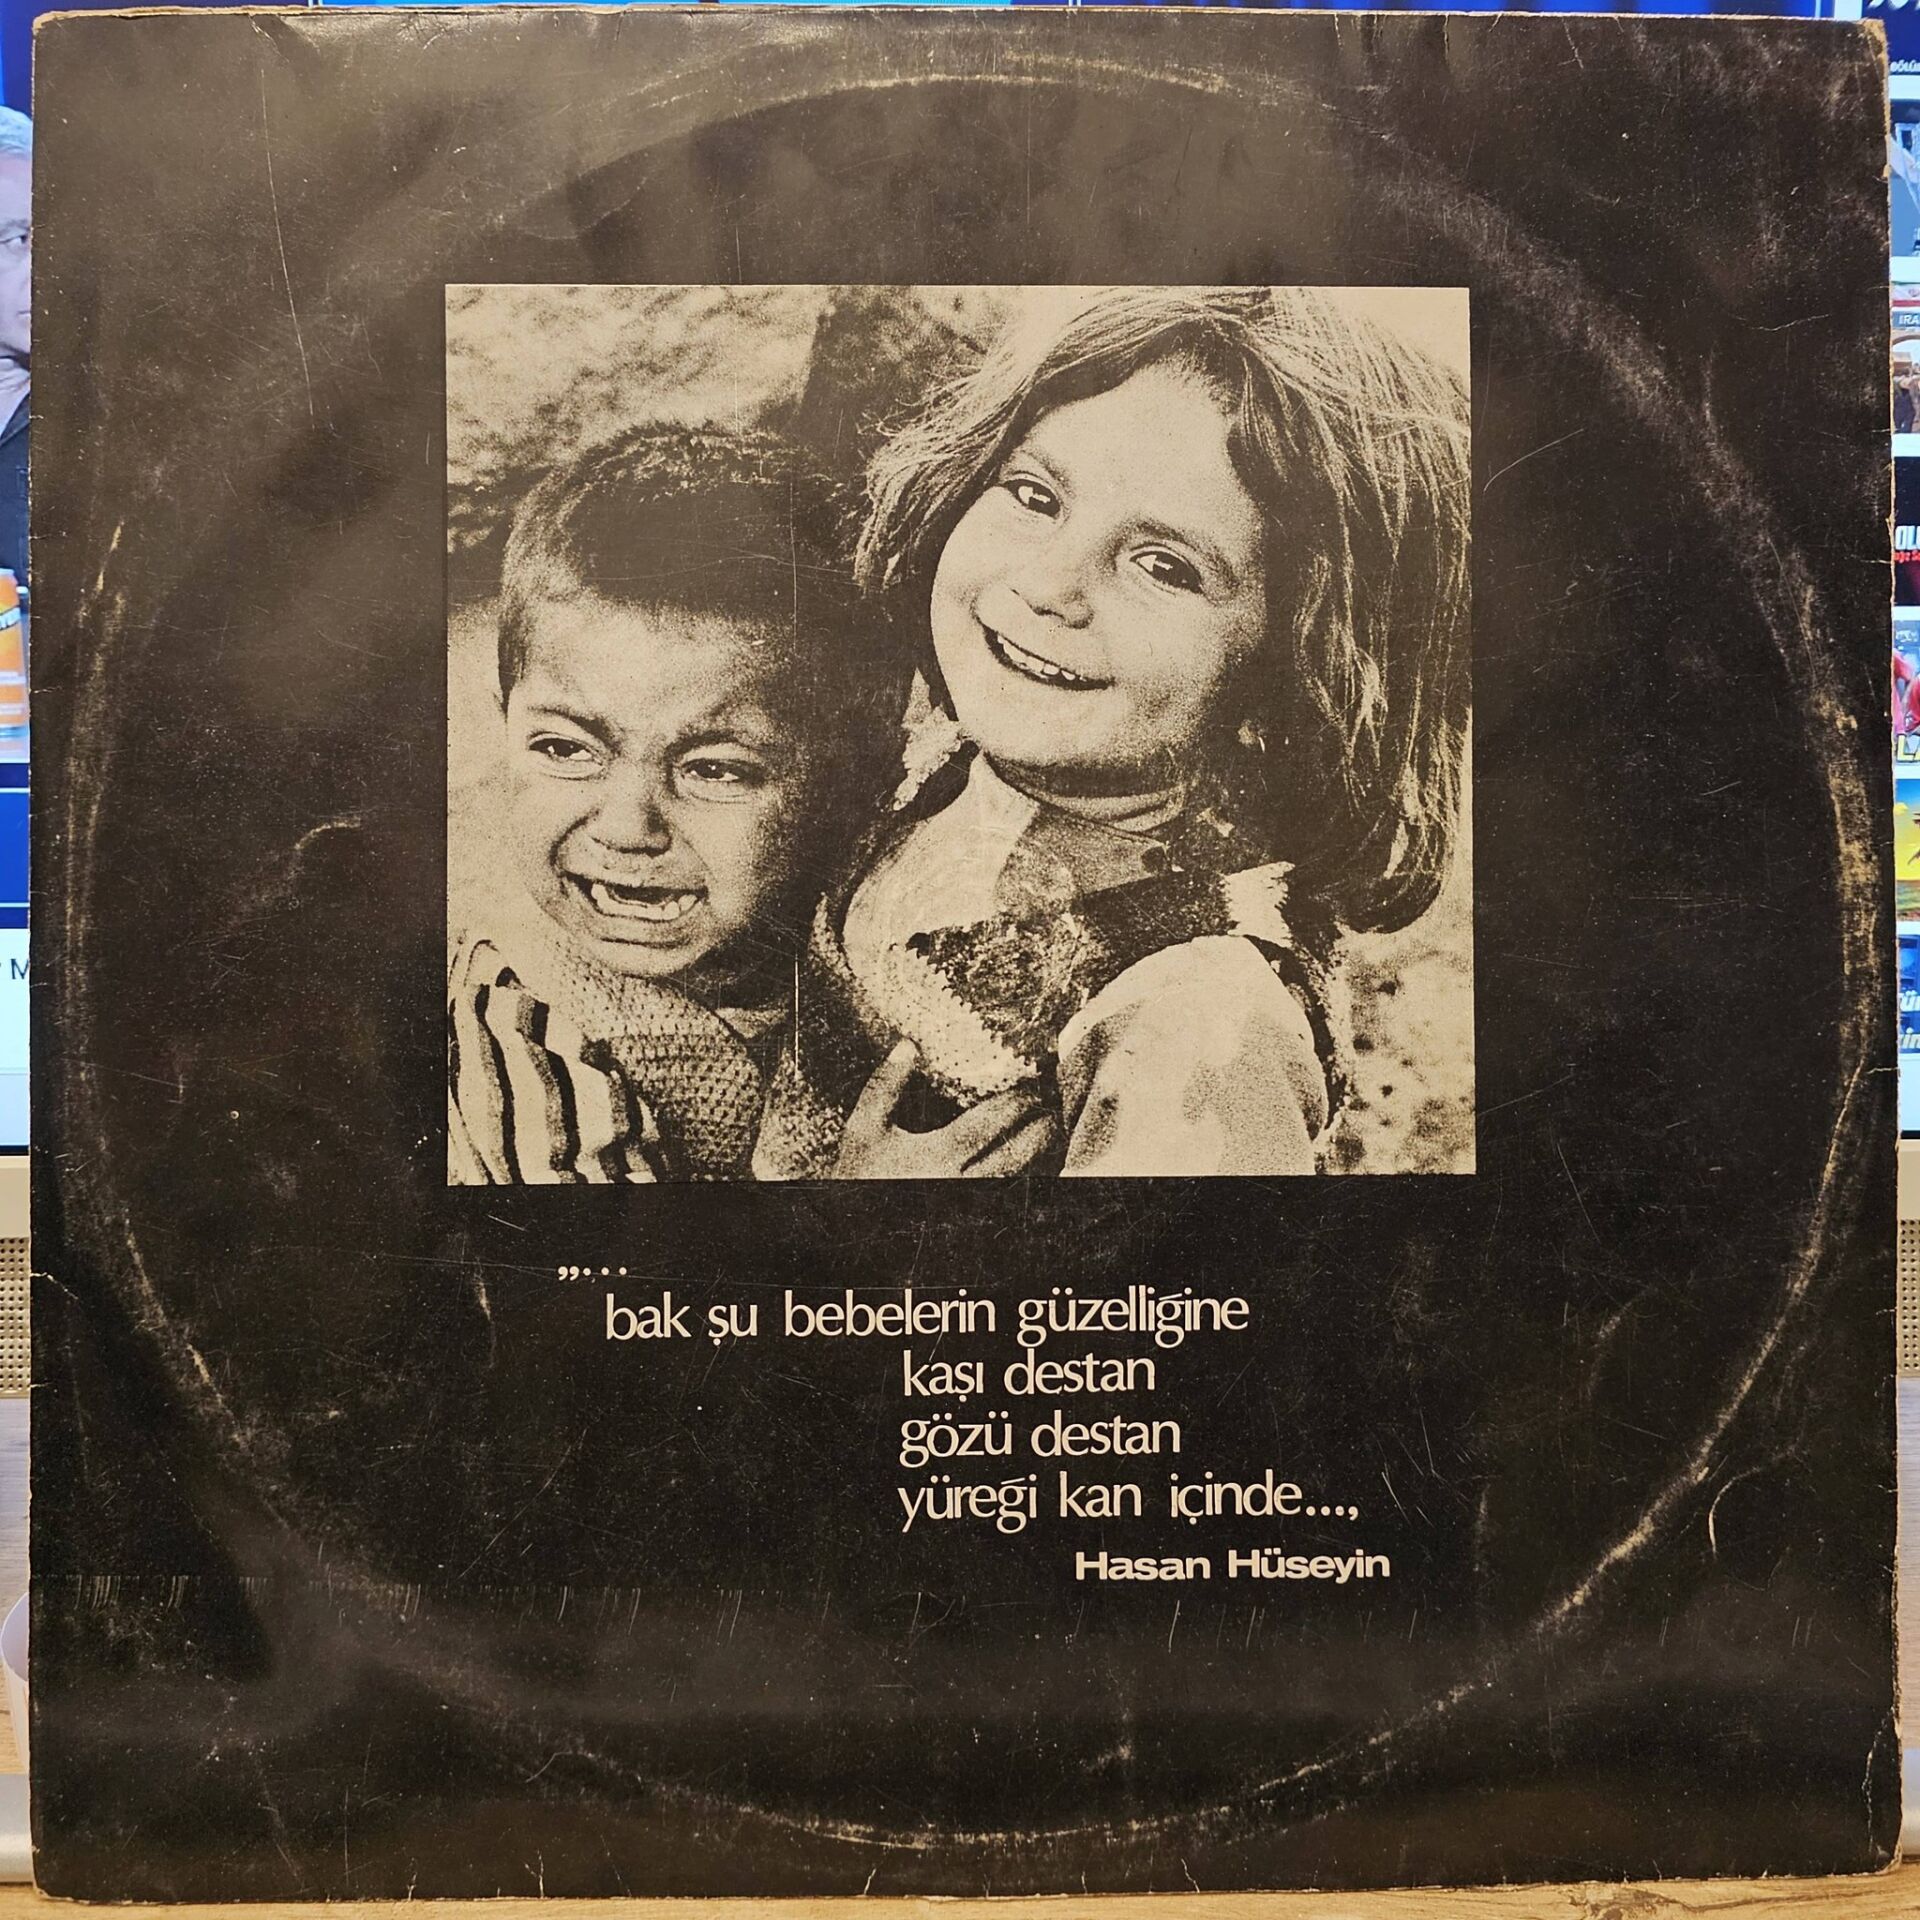 „...
bak şu bebelerin güzelliğine
kaşı destan
gözü destan
yüreği kan içinde...,
Hasan Hüseyin